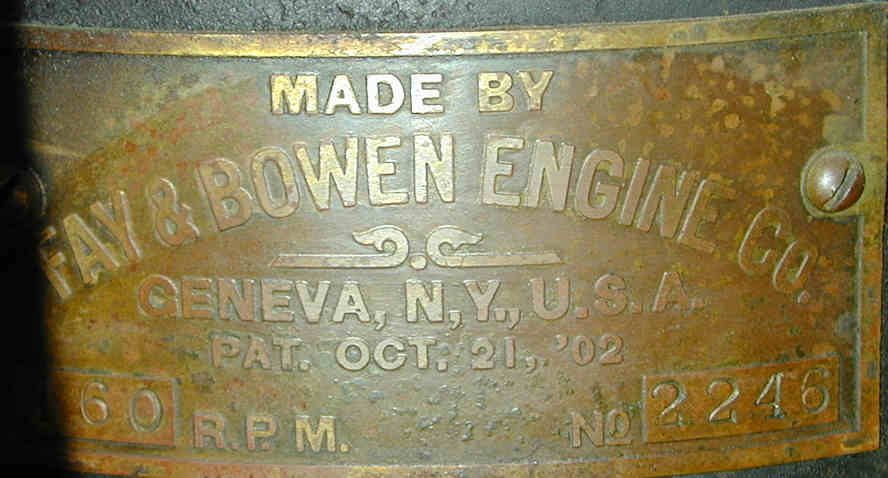 MADE BY
FAY & BOWEN ENGINE CO.
GENEVA, N,Y., U.S.A.
PAT. OCT. 21, '02
60 R.P.M. NO 2246